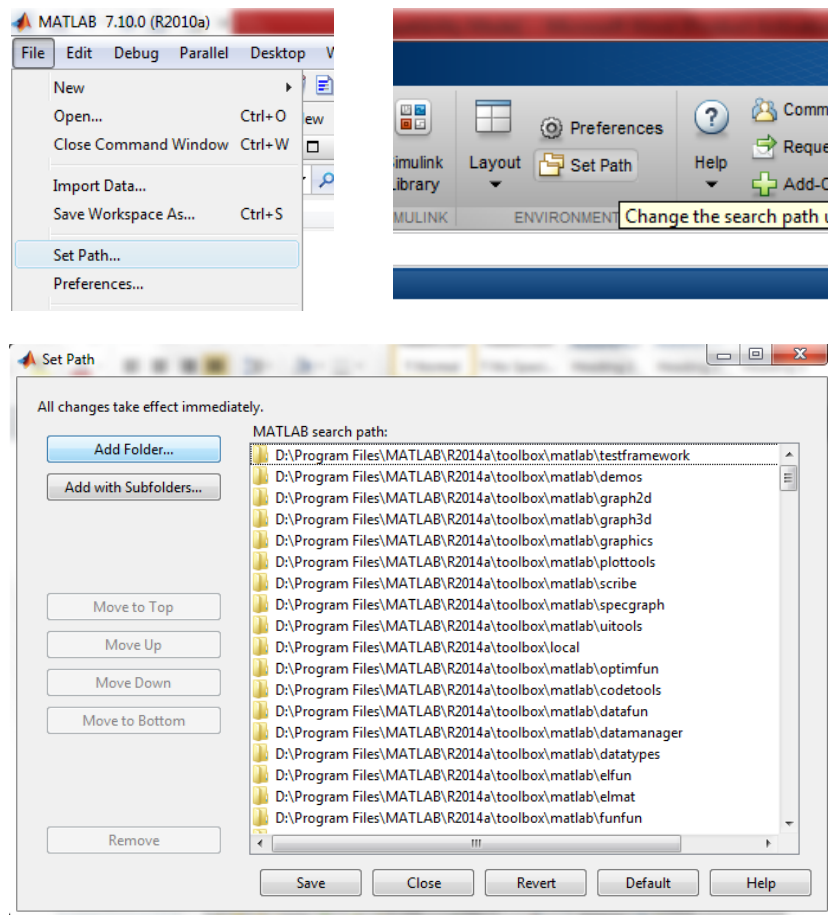 MATLAB 7.10.0 (R2010a)
File Edit Debug Parallel Desktop W
New
Open... Ctrl+O
Close Command Window Ctrl+W
Import Data...
Save Workspace As... Ctrl+S
Set Path...
Preferences...
ew
Preferences
Set Path
Layout
imulink
ibrary
Help
Comm
Reque
Add-O
MULINK
ENVIRONMENT
Change the search path u
Set Path
All changes take effect immediately.
MATLAB search path:
Add Folder...
Add with Subfolders...
Move to Top
Move Up
Move Down
Move to Bottom
Remove
D:\Program Files\MATLAB\R2014a\toolbox\matlab\testframework
D:\Program Files\MATLAB\R2014a\toolbox\matlab\demos
D:\Program Files\MATLAB\R2014a\toolbox\matlab\graph2d
D:\Program Files\MATLAB\R2014a\toolbox\matlab\graph3d
D:\Program Files\MATLAB\R2014a\toolbox\matlab\graphics
D:\Program Files\MATLAB\R2014a\toolbox\matlab\plottools
D:\Program Files\MATLAB\R2014a\toolbox\matlab\scribe
D:\Program Files\MATLAB\R2014a\toolbox\matlab\specgraph
D:\Program Files\MATLAB\R2014a\toolbox\matlab\uitools
D:\Program Files\MATLAB\R2014a\toolbox\local
D:\Program Files\MATLAB\R2014a\toolbox\matlab\optimfun
D:\Program Files\MATLAB\R2014a\toolbox\matlab\codetools
D:\Program Files\MATLAB\R2014a\toolbox\matlab\datafun
D:\Program Files\MATLAB\R2014a\toolbox\matlab\datamanager
D:\Program Files\MATLAB\R2014a\toolbox\matlab\datatypes
D:\Program Files\MATLAB\R2014a\toolbox\matlab\elfun
D:\Program Files\MATLAB\R2014a\toolbox\matlab\elmat
D:\Program Files\MATLAB\R2014a\toolbox\matlab\funfun
Save Close Revert Default Help